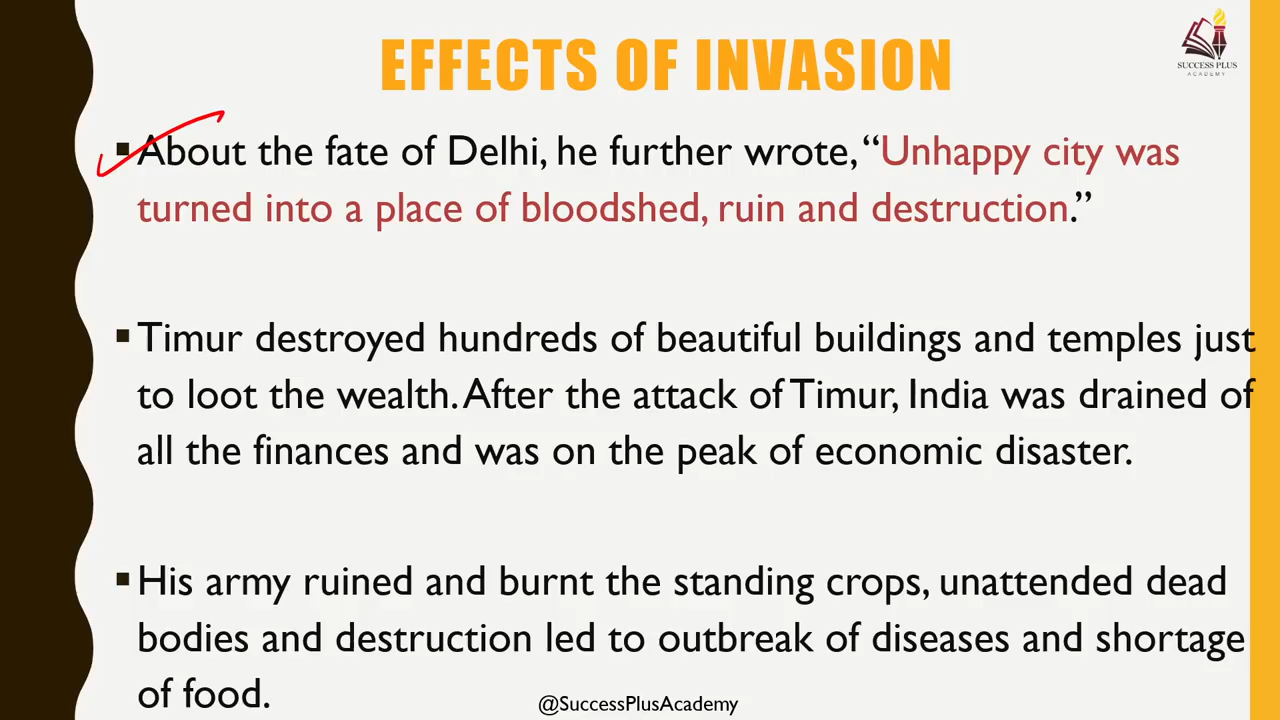 EFFECTS OF INVASION
SUCCESS PLUS
ACADEMY
▪ About the fate of Delhi, he further wrote, “Unhappy city was
turned into a place of bloodshed, ruin and destruction.”
▪ Timur destroyed hundreds of beautiful buildings and temples just
to loot the wealth. After the attack of Timur, India was drained of
all the finances and was on the peak of economic disaster.
▪ His army ruined and burnt the standing crops, unattended dead
bodies and destruction led to outbreak of diseases and shortage
of food.
@SuccessPlusAcademy